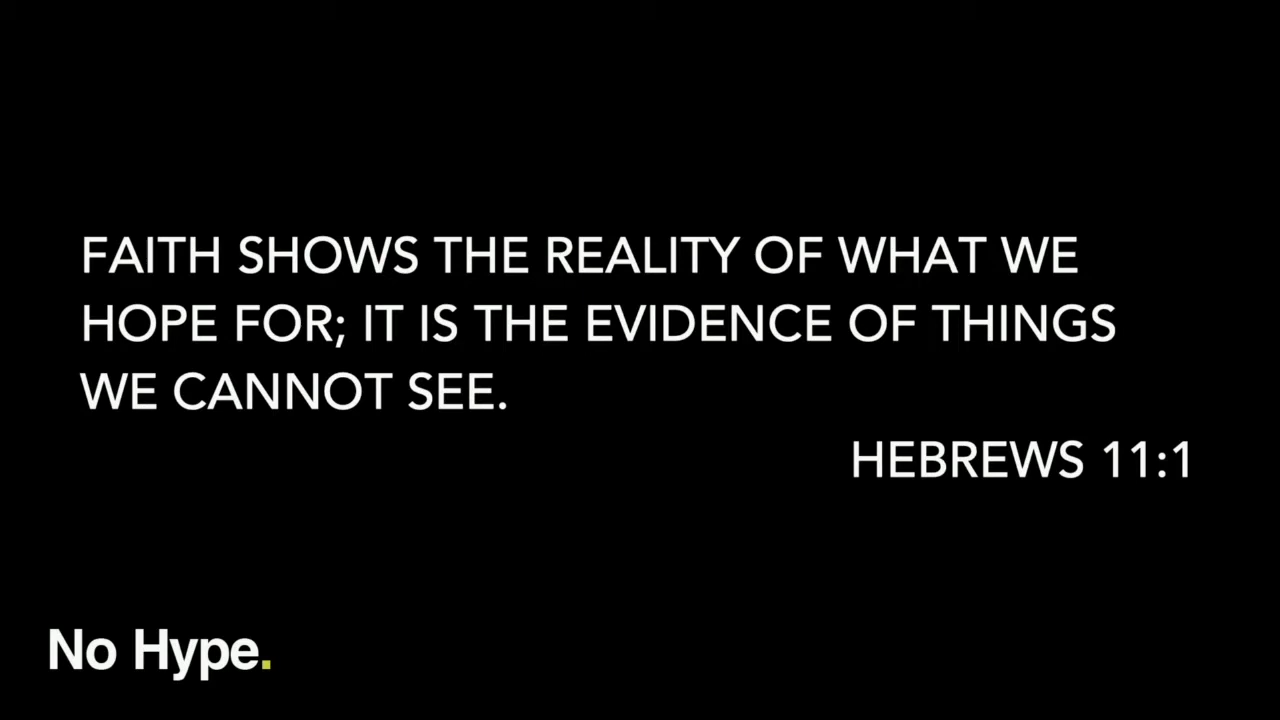 FAITH SHOWS THE REALITY OF WHAT WE
HOPE FOR; IT IS THE EVIDENCE OF THINGS
WE CANNOT SEE.
HEBREWS 11:1
No Hype.